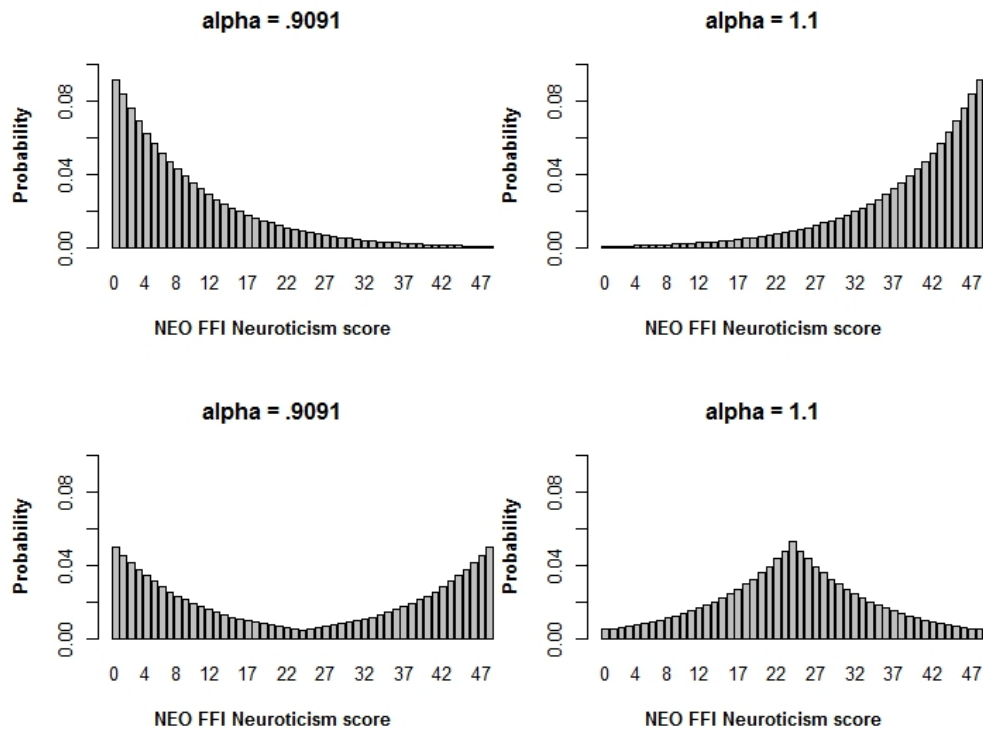 alpha = .9091
Probability
0.00 0.04 0.08
0 4 8 12 17 22 27 32 37 42 47
NEO FFI Neuroticism score
alpha = 1.1
Probability
0.00 0.04 0.08
0 4 8 12 17 22 27 32 37 42 47
NEO FFI Neuroticism score
alpha = .9091
Probability
0.00 0.04 0.08
0 4 8 12 17 22 27 32 37 42 47
NEO FFI Neuroticism score
alpha = 1.1
Probability
0.00 0.04 0.08
0 4 8 12 17 22 27 32 37 42 47
NEO FFI Neuroticism score